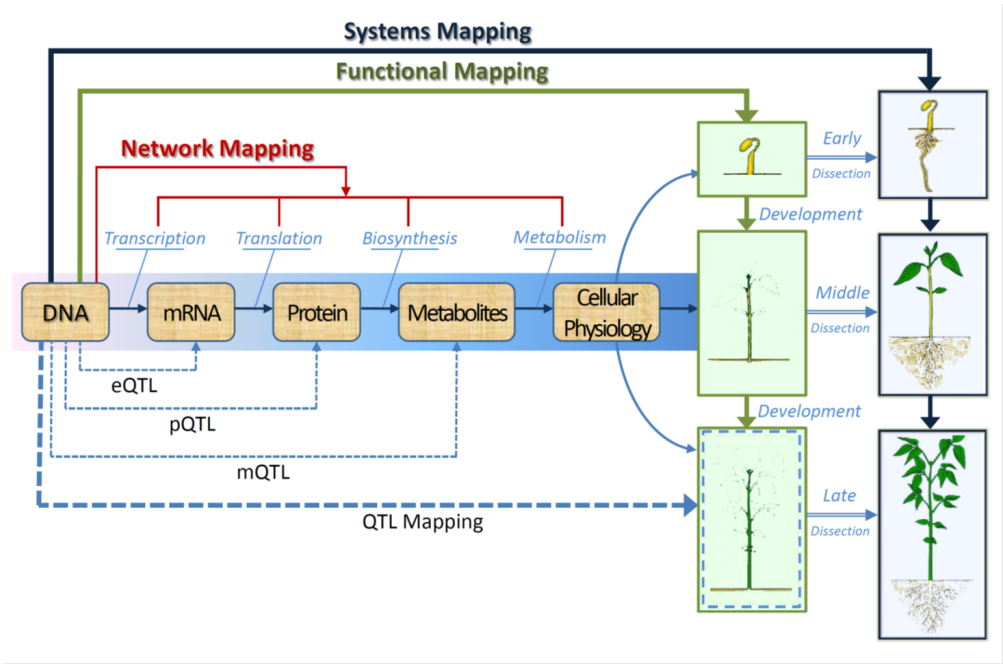 Systems Mapping
Functional Mapping
Network Mapping
Early
Dissection
Development
Transcription
Translation
Biosynthesis
Metabolism
DNA
mRNA
Protein
Metabolites
Cellular
Physiology
Middle
Dissection
eQTL
pQTL
mQTL
QTL Mapping
Development
Late
Dissection